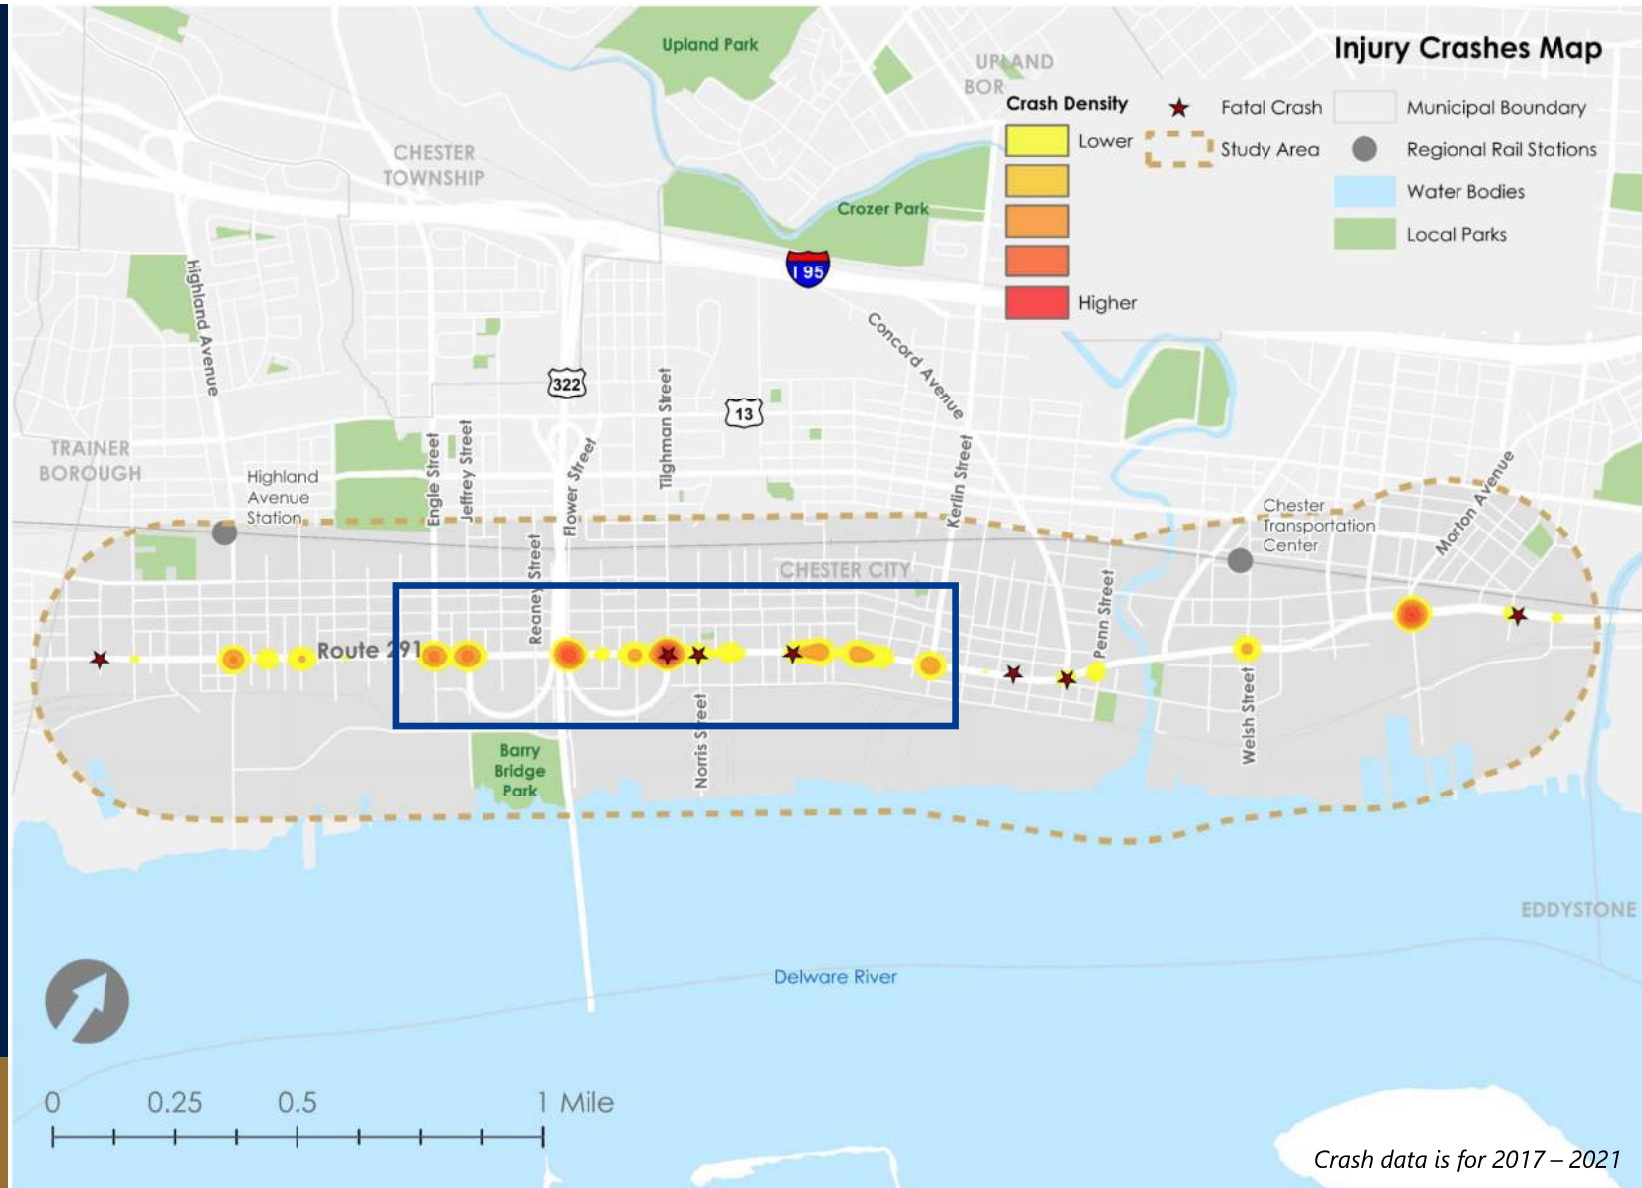 Injury Crashes Map
Upland Park
UPLAND
BOR
Crash Density
Lower
Higher
Fatal Crash
Study Area
Municipal Boundary
Regional Rail Stations
Water Bodies
Local Parks
CHESTER
TOWNSHIP
Crozer Park
I 95
Highland Avenue
Concord Avenue
322
13
TRAINER
BOROUGH
Highland
Avenue
Station
Engle Street
Jeffrey Street
Flower Street
Tilghman Street
Kerlin Street
Morton Avenue
Chester
Transportation
Center
Reaney Street
CHESTER CITY
Penn Street
Route 291
Norris Street
Welsh Street
Barry
Bridge
Park
EDDYSTONE
Delware River
0 0.25 0.5 1 Mile
Crash data is for 2017 – 2021